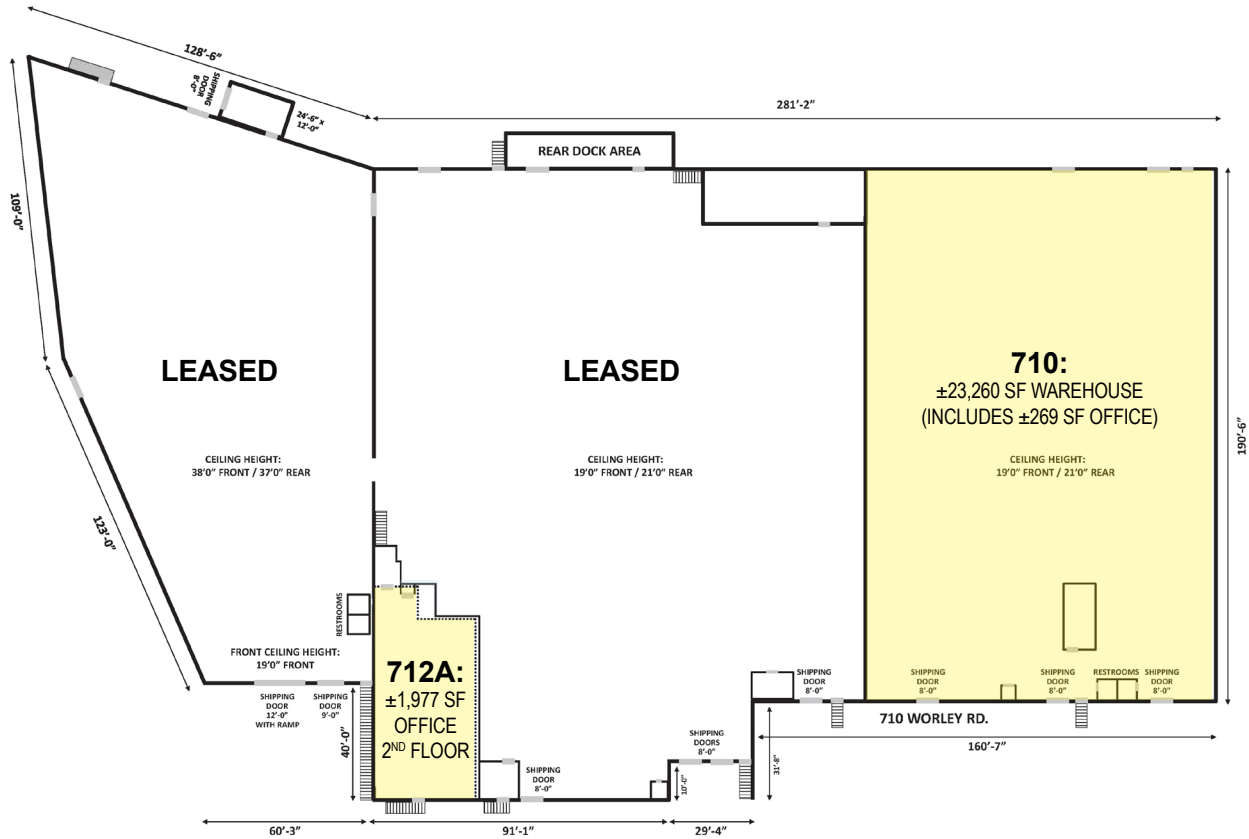 128'-6"
SHIPPING
DOOR
8'-0"
24'-6" x
12'-0"
281'-2"
REAR DOCK AREA
109'-0"
LEASED
LEASED
710:
±23,260 SF WAREHOUSE
(INCLUDES ±269 SF OFFICE)
190'-6"
CEILING HEIGHT:
38'0" FRONT / 37'0" REAR
CEILING HEIGHT:
19'0" FRONT / 21'0" REAR
CEILING HEIGHT:
19'0" FRONT / 21'0" REAR
123'-0"
RESTROOMS
FRONT CEILING HEIGHT:
19'0" FRONT
712A:
±1,977 SF
OFFICE
2ND FLOOR
SHIPPING
DOOR
12'-0"
WITH RAMP
SHIPPING
DOOR
9'-0"
40'-0"
SHIPPING
DOOR
8'-0"
SHIPPING
DOOR
8'-0"
SHIPPING
DOOR
8'-0"
RESTROOMS
SHIPPING
DOOR
8'-0"
710 WORLEY RD.
160'-7"
SHIPPING
DOORS
8'-0"
31'-8"
10'-0"
SHIPPING
DOOR
8'-0"
60'-3"
91'-1"
29'-4"